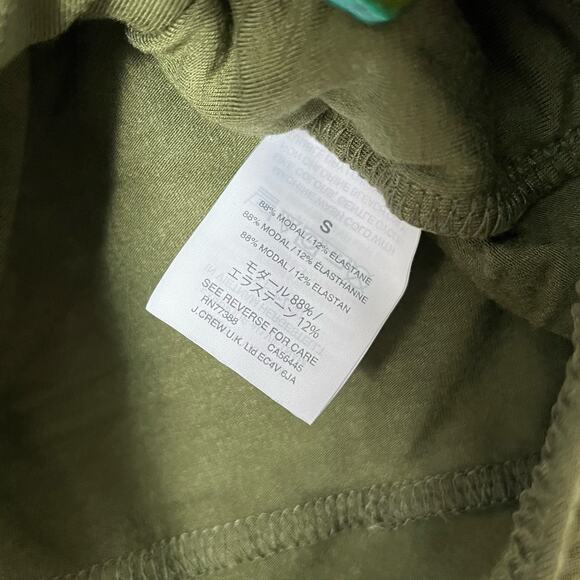 S
88% MODAL / 12% ELASTANE
88% MODAL / 12% ÉLASTHANNE
88% MODAL / 12% ELASTAN
モダール 88% /
エラステーン 12%
SEE REVERSE FOR CARE
RN77388 CA56445
J.CREW U.K. Ltd EC4V 6JA